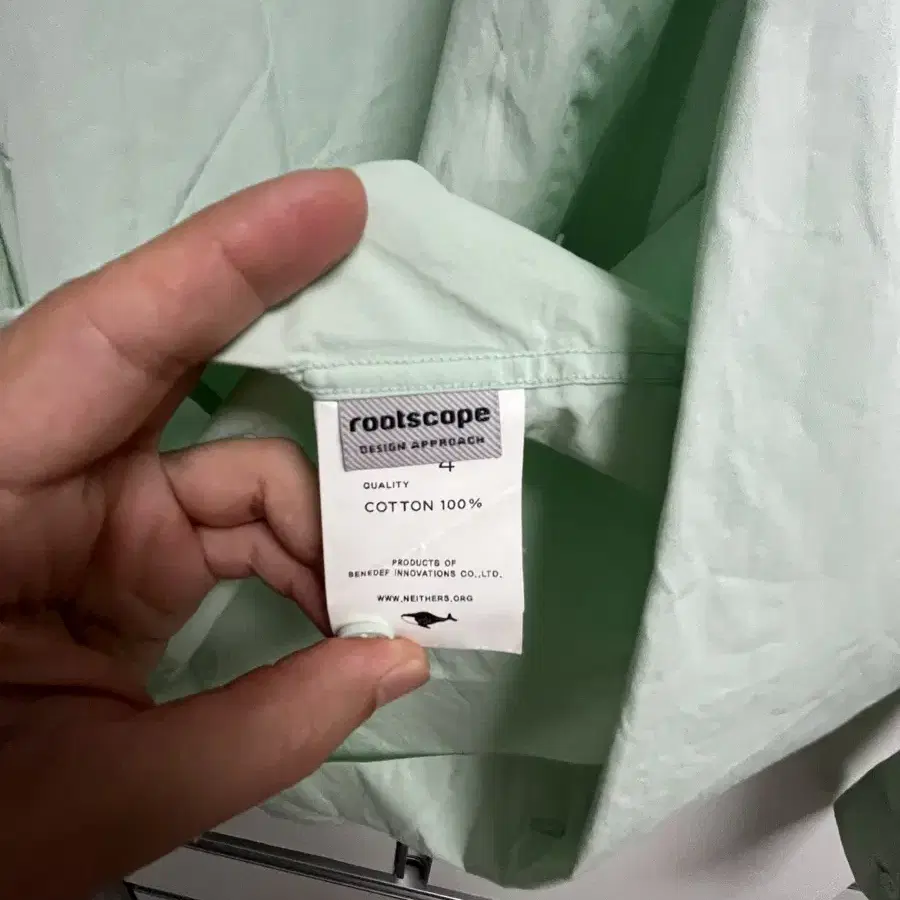 rootscope
DESIGN APPROACH
4
QUALITY
COTTON 100%
PRODUCTS OF
BENEDEF INNOVATIONS CO.,LTD.
WWW.NEITHERS.ORG